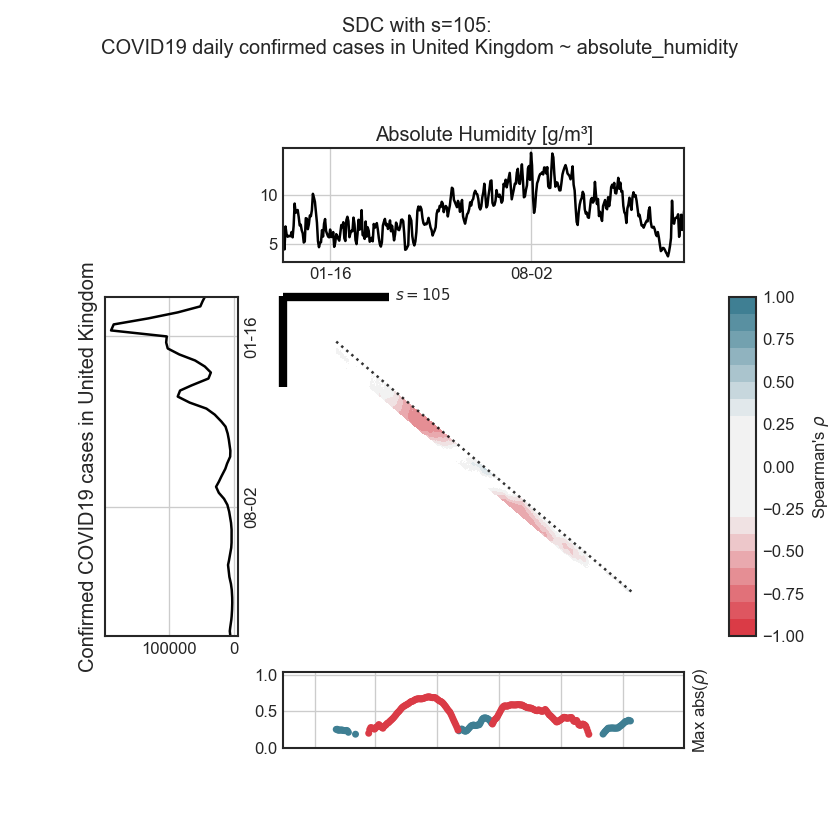 SDC with s=105:
COVID19 daily confirmed cases in United Kingdom ~ absolute_humidity
Absolute Humidity [g/m³]
10
5
01-16
08-02
Confirmed COVID19 cases in United Kingdom
01-16
08-02
100000
0
s = 105
1.00
0.75
0.50
0.25
0.00
−0.25
−0.50
−0.75
−1.00
Spearman's ρ
1.0
0.5
0.0
Max abs(ρ)